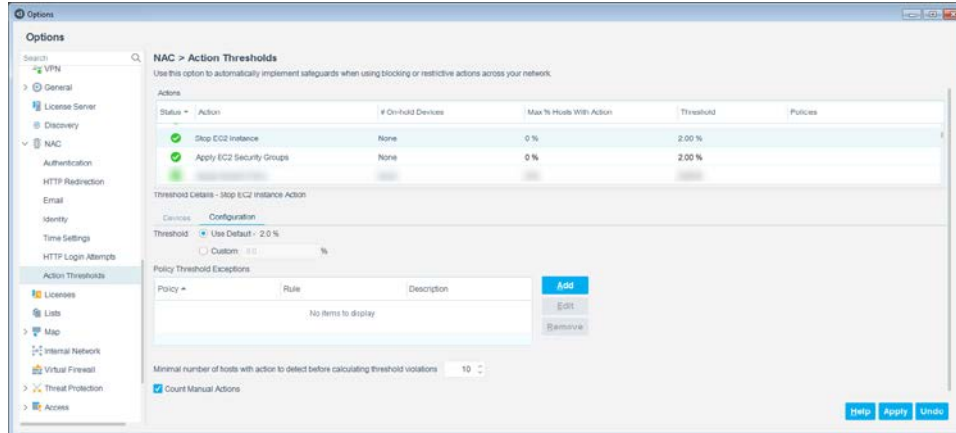 Options
Options
Search
VPN
General
License Server
Discovery
NAC
Authentication
HTTP Redirection
Email
Identity
Time Settings
HTTP Login Attempts
Action Thresholds
Licenses
Lists
Map
Internal Network
Virtual Firewall
Threat Protection
Access
NAC > Action Thresholds
Use this option to automatically implement safeguards when using blocking or restrictive actions across your network.
Actions
Status Action # On-hold Devices Max % Hosts With Action Threshold Policies
Stop EC2 Instance None 0 % 2.00 %
Apply EC2 Security Groups None 0 % 2.00 %
Threshold Details - Stop EC2 Instance Action
Devices Configuration
Threshold Use Default - 2.0 %
Custom %
Policy Threshold Exceptions
Policy Rule Description
No items to display
Add
Edit
Remove
Minimal number of hosts with action to detect before calculating threshold violations 10
Count Manual Actions
Help Apply Undo